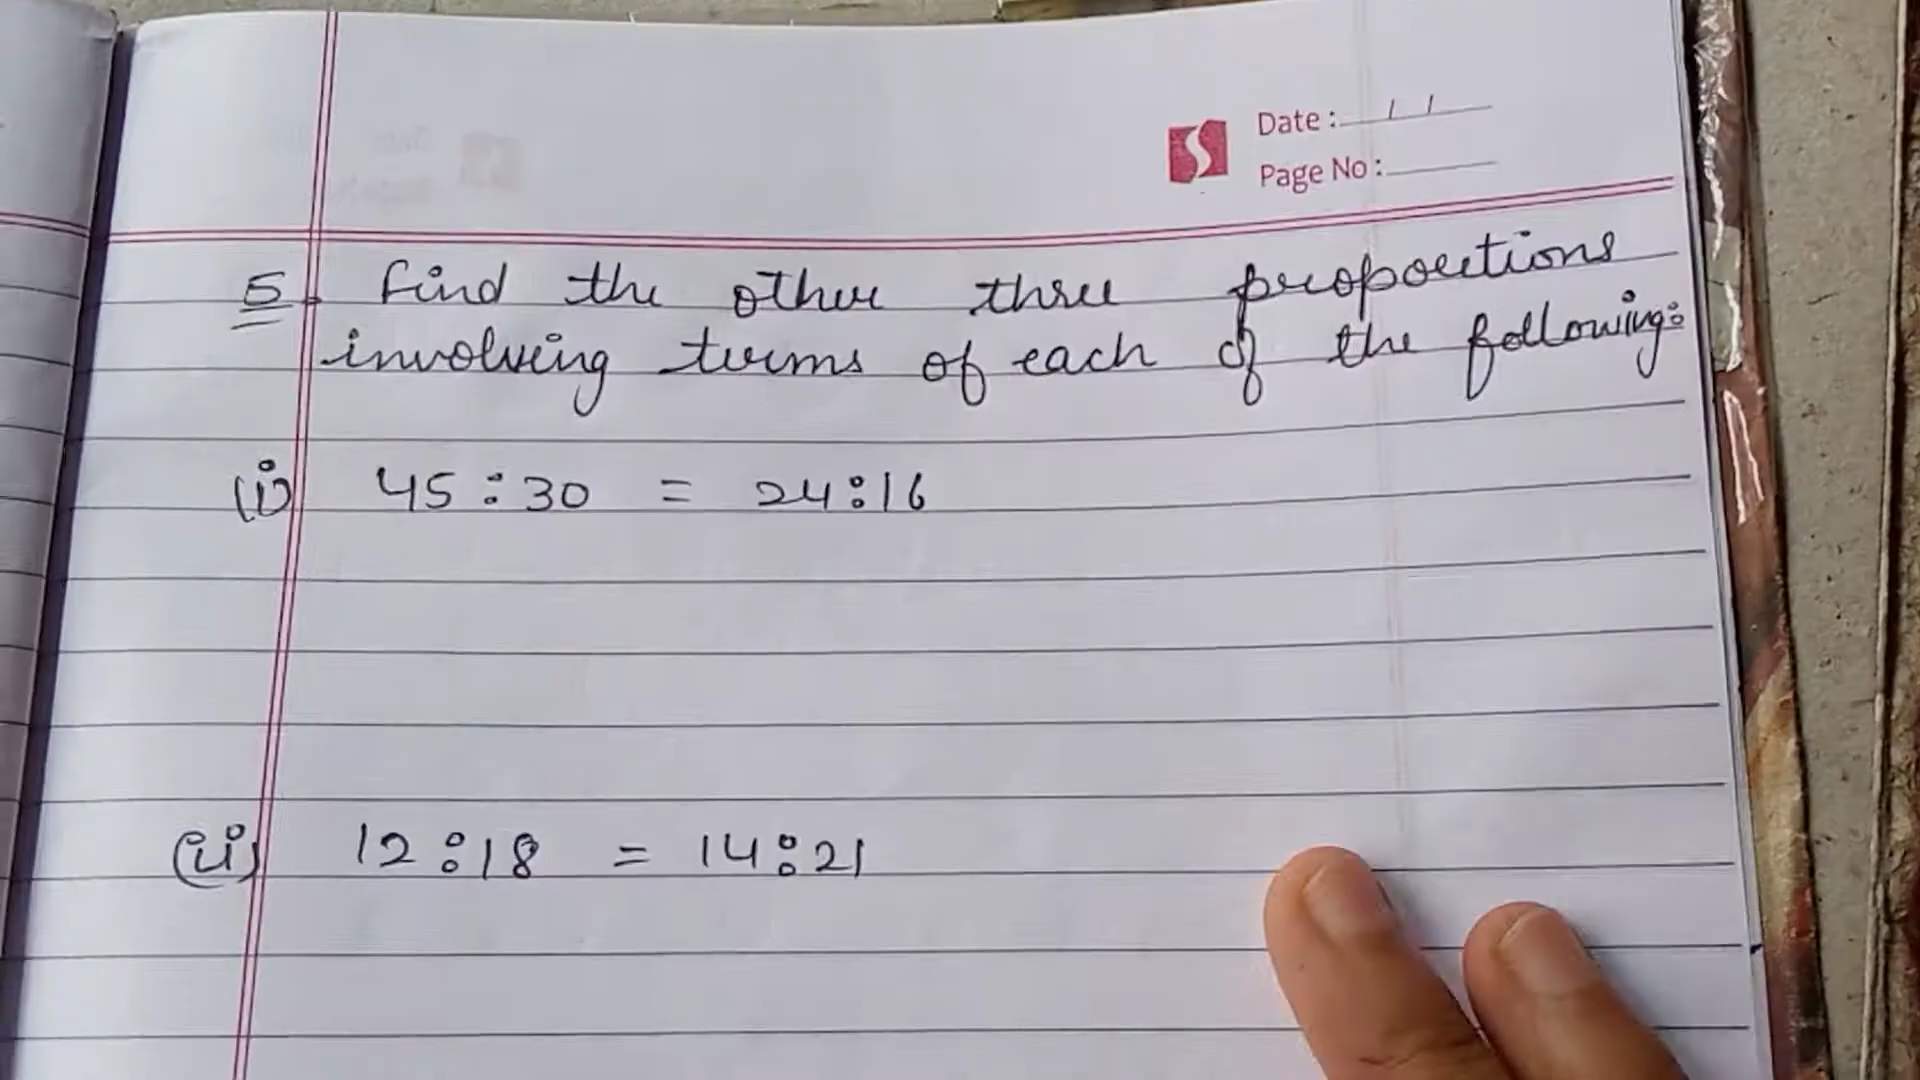 Date : / /
Page No :
5. Find the other three proportions
involving terms of each of the following:
(i) 45:30 = 24:16
(ii) 12:18 = 14:21